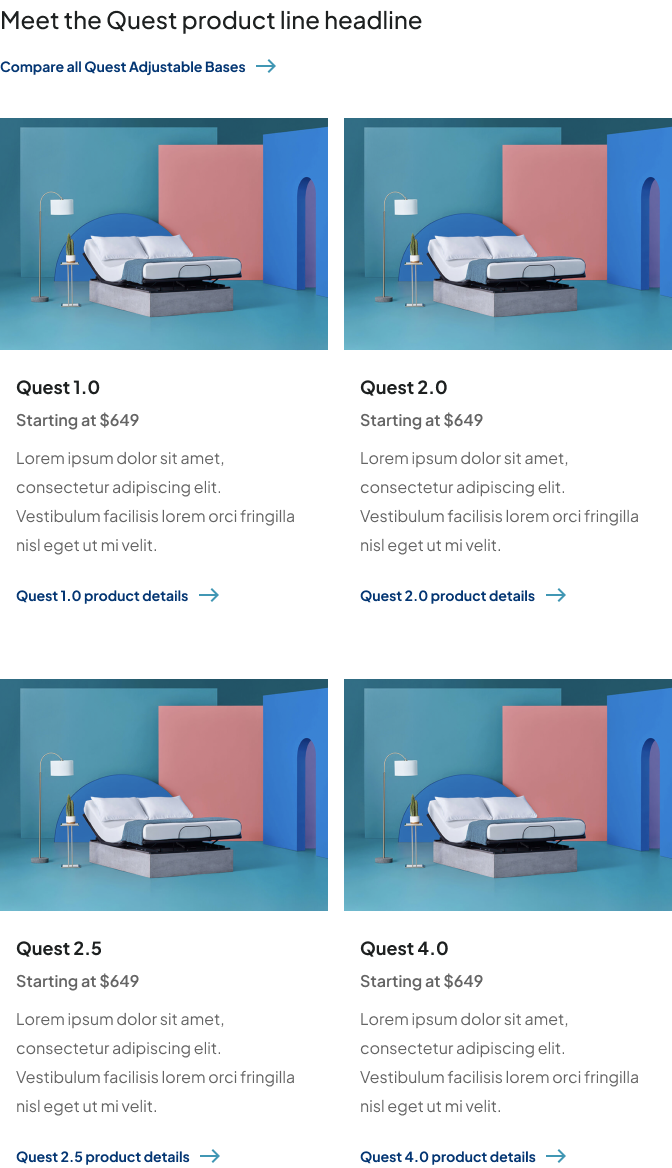 Meet the Quest product line headline
Compare all Quest Adjustable Bases
Quest 1.0
Starting at $649
Lorem ipsum dolor sit amet,
consectetur adipiscing elit.
Vestibulum facilisis lorem orci fringilla
nisl eget ut mi velit.
Quest 1.0 product details
Quest 2.0
Starting at $649
Lorem ipsum dolor sit amet,
consectetur adipiscing elit.
Vestibulum facilisis lorem orci fringilla
nisl eget ut mi velit.
Quest 2.0 product details
Quest 2.5
Starting at $649
Lorem ipsum dolor sit amet,
consectetur adipiscing elit.
Vestibulum facilisis lorem orci fringilla
nisl eget ut mi velit.
Quest 2.5 product details
Quest 4.0
Starting at $649
Lorem ipsum dolor sit amet,
consectetur adipiscing elit.
Vestibulum facilisis lorem orci fringilla
nisl eget ut mi velit.
Quest 4.0 product details